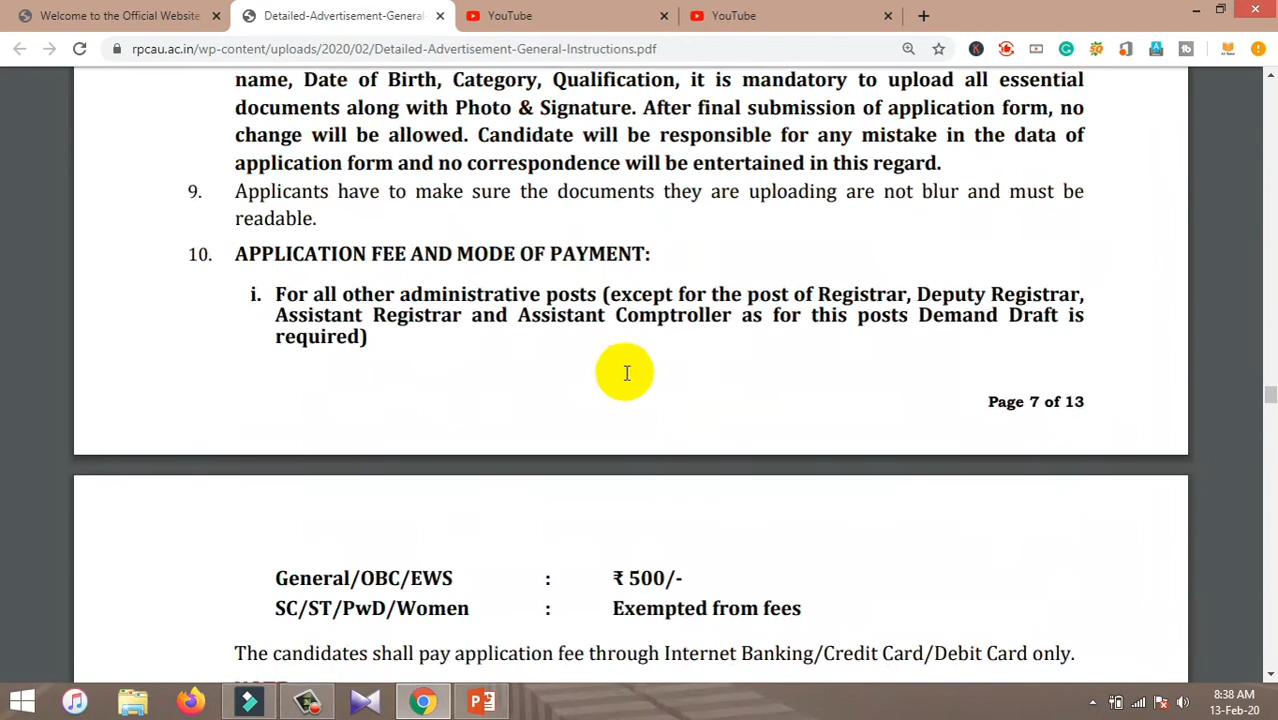 Welcome to the Official Website
Detailed-Advertisement-General-
YouTube
YouTube
rpcau.ac.in/wp-content/uploads/2020/02/Detailed-Advertisement-General-Instructions.pdf
name, Date of Birth, Category, Qualification, it is mandatory to upload all essential
documents along with Photo & Signature. After final submission of application form, no
change will be allowed. Candidate will be responsible for any mistake in the data of
application form and no correspondence will be entertained in this regard.
9. Applicants have to make sure the documents they are uploading are not blur and must be
readable.
10. APPLICATION FEE AND MODE OF PAYMENT:
i. For all other administrative posts (except for the post of Registrar, Deputy Registrar,
Assistant Registrar and Assistant Comptroller as for this posts Demand Draft is
required)
Page 7 of 13
General/OBC/EWS : ₹ 500/-
SC/ST/PwD/Women : Exempted from fees
The candidates shall pay application fee through Internet Banking/Credit Card/Debit Card only.
8:38 AM
13-Feb-20